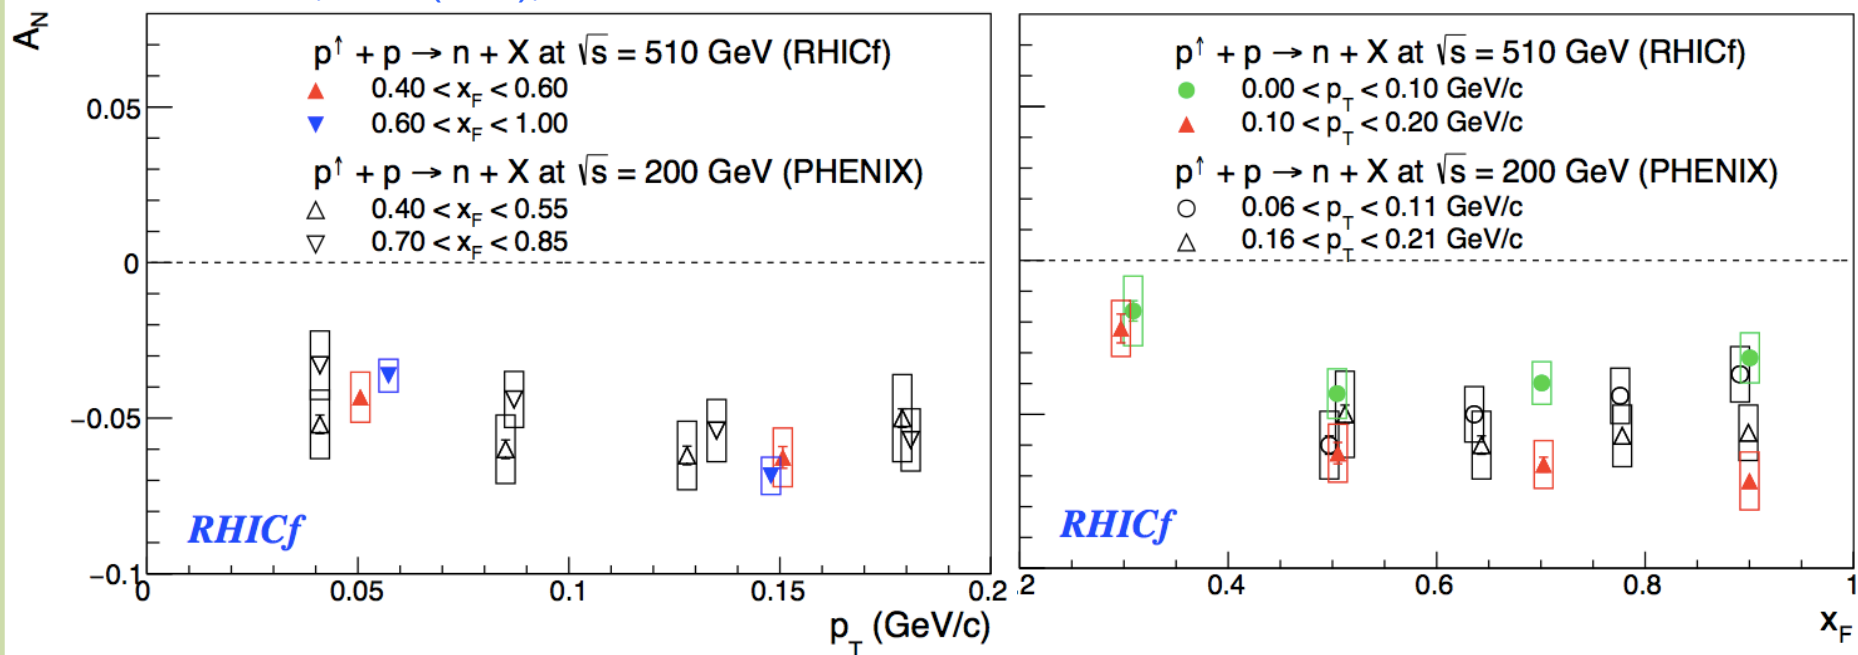 A_N
p↑ + p → n + X at √s = 510 GeV (RHICf)
0.40 < x_F < 0.60
0.60 < x_F < 1.00
p↑ + p → n + X at √s = 200 GeV (PHENIX)
0.40 < x_F < 0.55
0.70 < x_F < 0.85
0.05
0
−0.05
−0.1
RHICf
0 0.05 0.1 0.15 0.2
p_T (GeV/c)
p↑ + p → n + X at √s = 510 GeV (RHICf)
0.00 < p_T < 0.10 GeV/c
0.10 < p_T < 0.20 GeV/c
p↑ + p → n + X at √s = 200 GeV (PHENIX)
0.06 < p_T < 0.11 GeV/c
0.16 < p_T < 0.21 GeV/c
RHICf
.2 0.4 0.6 0.8 1
x_F